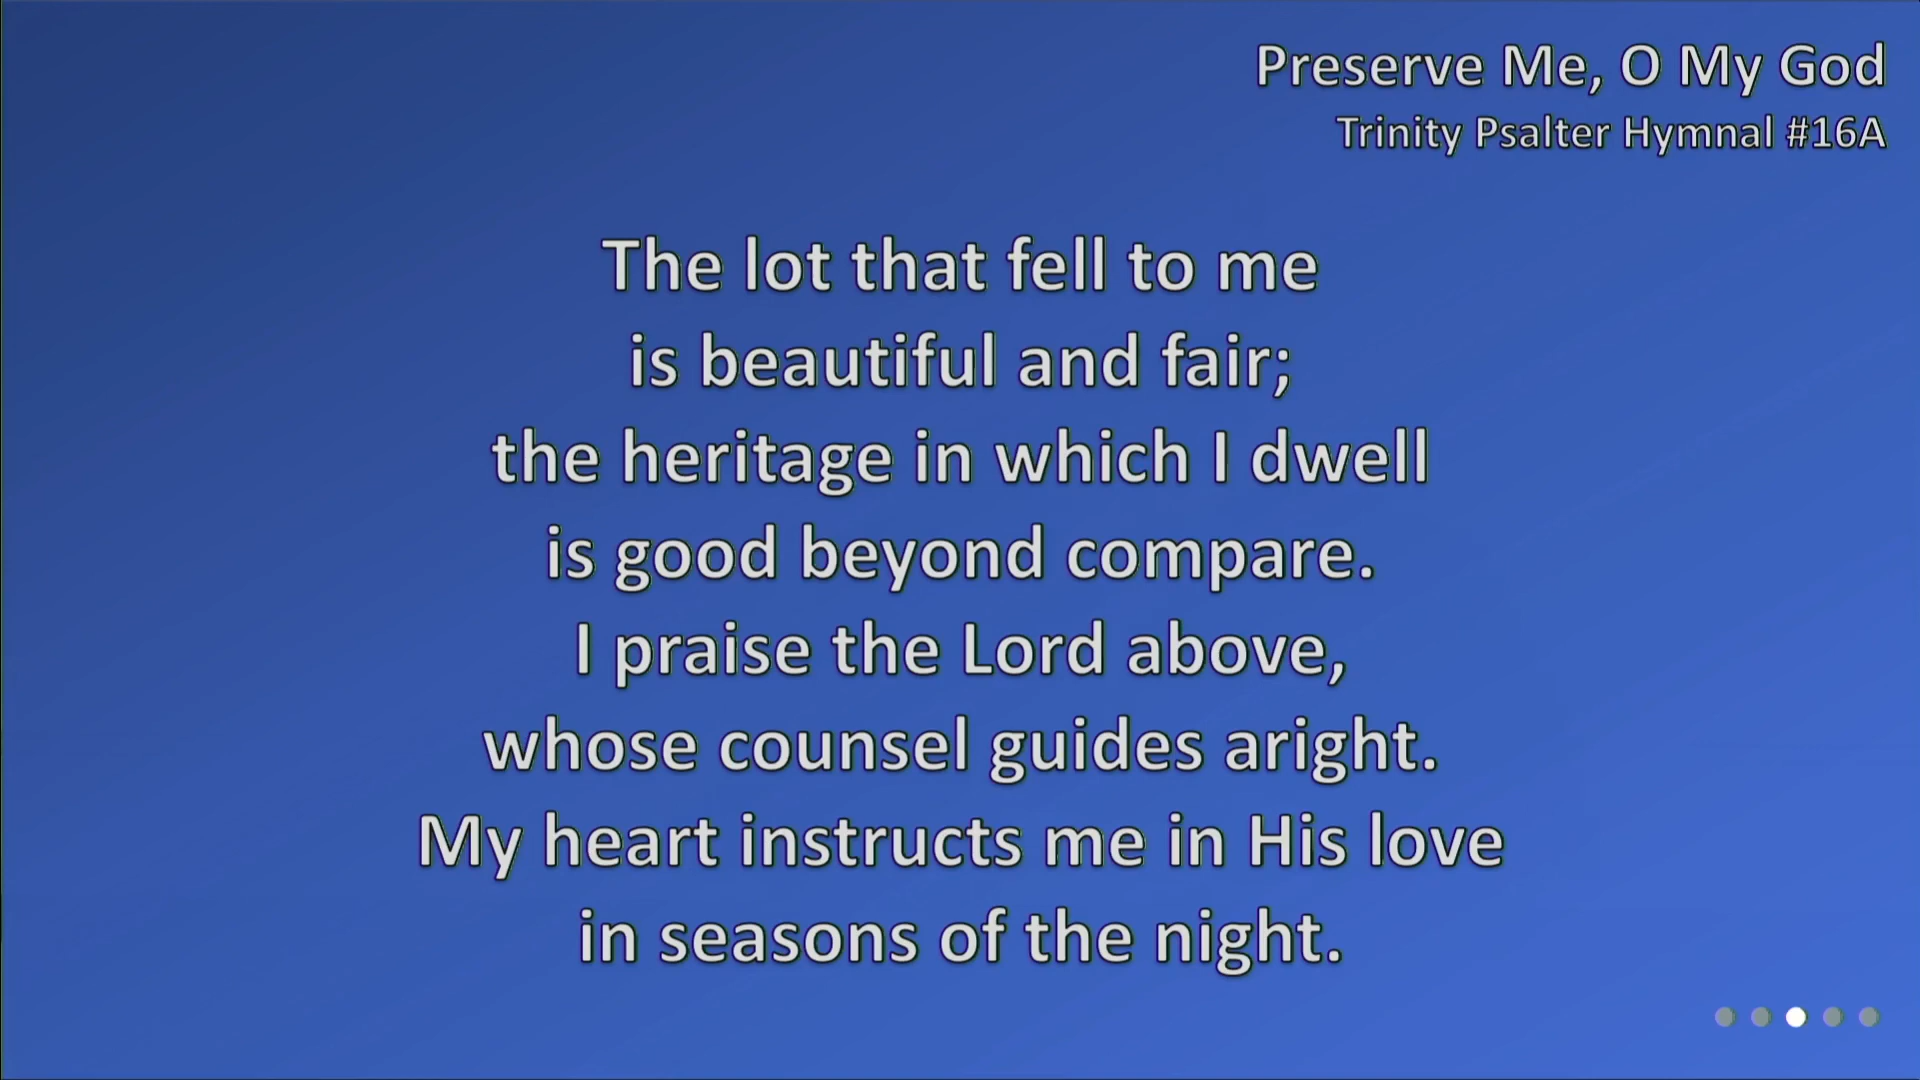 Preserve Me, O My God
Trinity Psalter Hymnal #16A
The lot that fell to me
is beautiful and fair;
the heritage in which I dwell
is good beyond compare.
I praise the Lord above,
whose counsel guides aright.
My heart instructs me in His love
in seasons of the night.